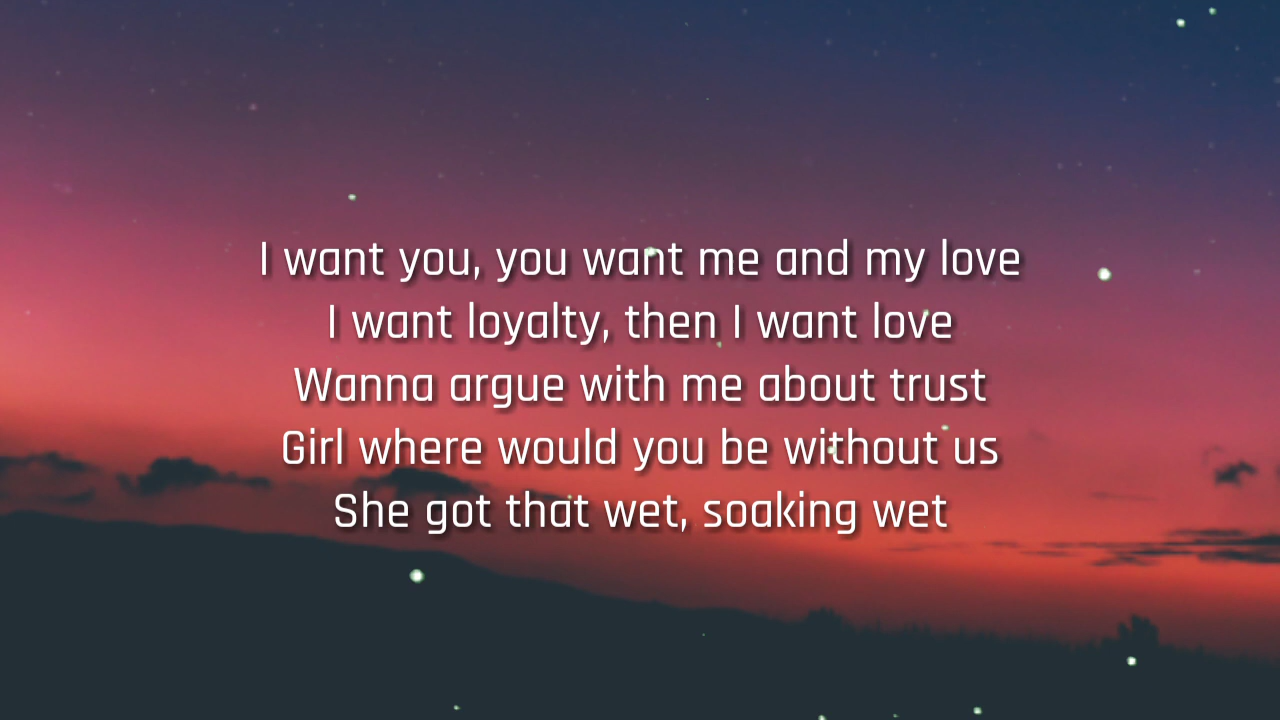 I want you, you want me and my love
I want loyalty, then I want love
Wanna argue with me about trust
Girl where would you be without us
She got that wet, soaking wet